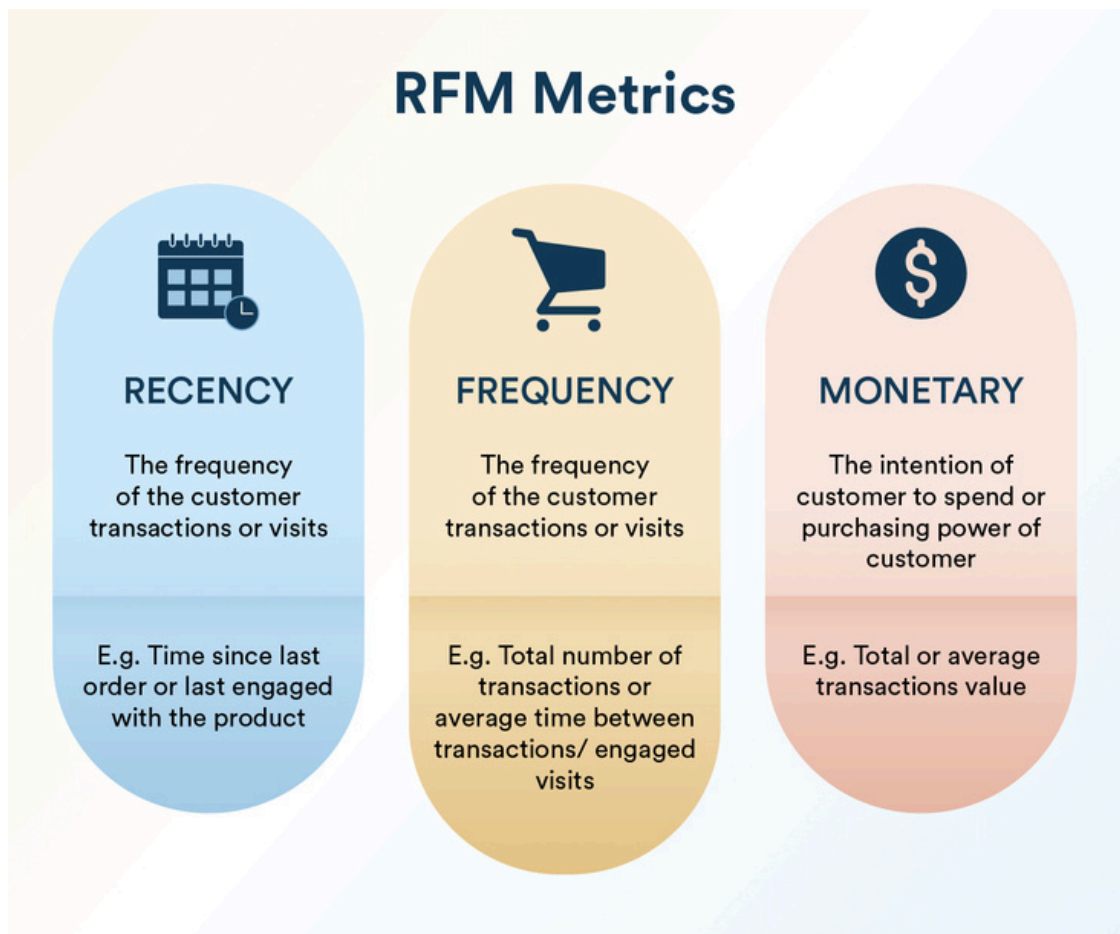 RFM Metrics
RECENCY
The frequency
of the customer
transactions or visits
E.g. Time since last
order or last engaged
with the product
FREQUENCY
The frequency
of the customer
transactions or visits
E.g. Total number of
transactions or
average time between
transactions/ engaged
visits
MONETARY
The intention of
customer to spend or
purchasing power of
customer
E.g. Total or average
transactions value